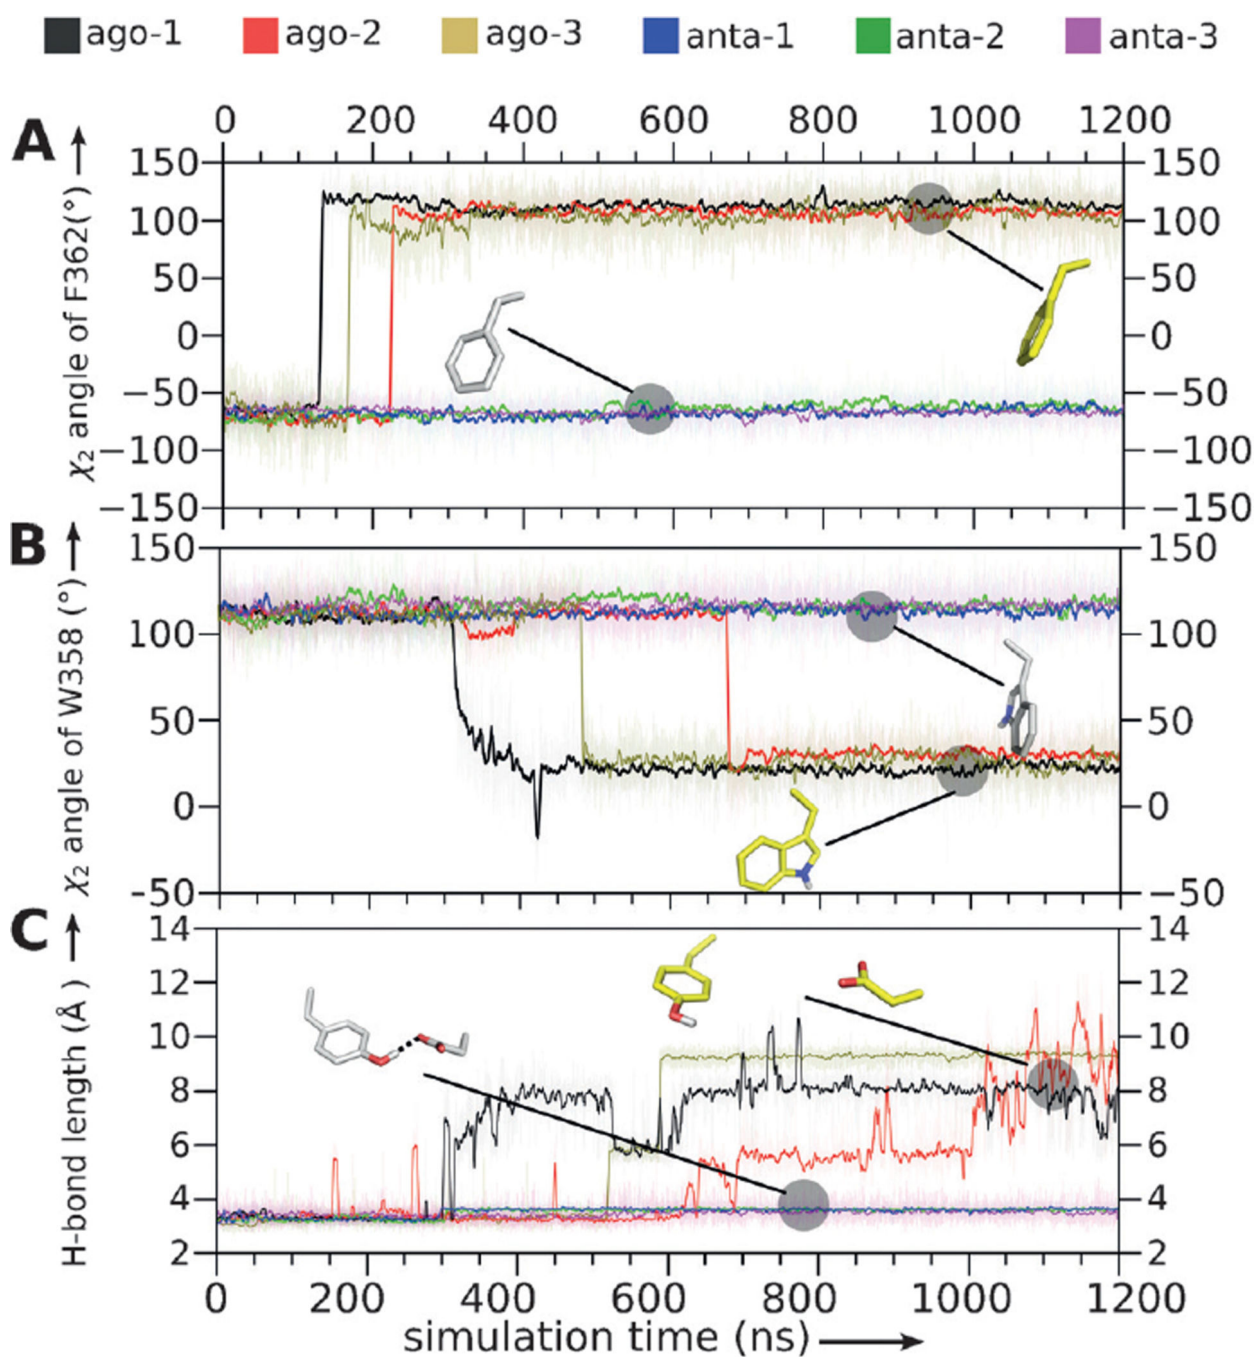 ago-1 ago-2 ago-3 anta-1 anta-2 anta-3
0 200 400 600 800 1000 1200
A
χ2 angle of F362(°)
150 150
100 100
50 50
0 0
−50 −50
−100 −100
−150 −150
B
χ2 angle of W358 (°)
150 150
100 100
50 50
0 0
-50 −50
C
H-bond length (Å )
14 14
12 12
10 10
8 8
6 6
4 4
2 2
0 200 400 600 800 1000 1200
simulation time (ns)